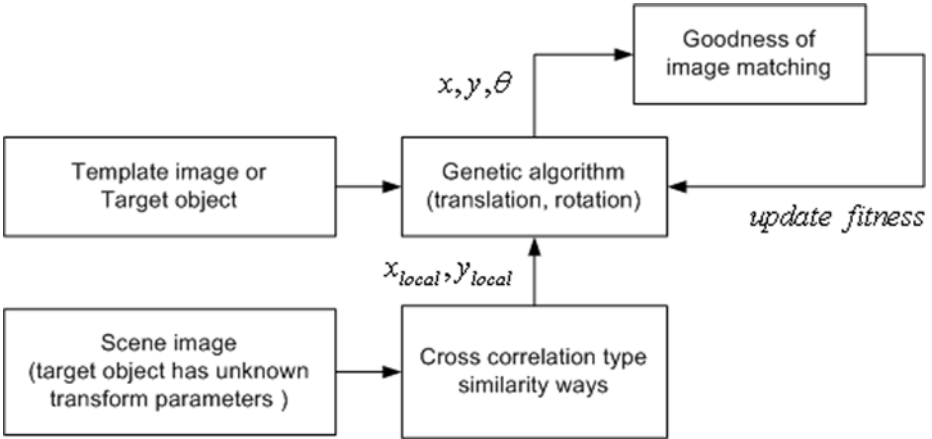 Goodness of
image matching
x, y, θ
Template image or
Target object
Genetic algorithm
(translation, rotation)
update fitness
x_local, y_local
Scene image
(target object has unknown
transform parameters )
Cross correlation type
similarity ways